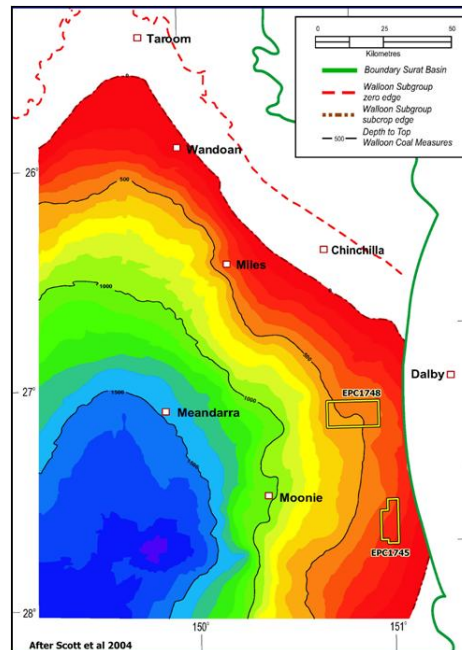 Taroom
0 25 50
Kilometres
Boundary Surat Basin
Walloon Subgroup
zero edge
Walloon Subgroup
subcrop edge
500
Depth to Top
Walloon Coal Measures
0
Wandoan
26°
500
Chinchilla
Miles
1000
500
Dalby
27°
EPC1748
1000
1500
Meandarra
Moonie
EPC1745
28°
150°
151°
After Scott et al 2004